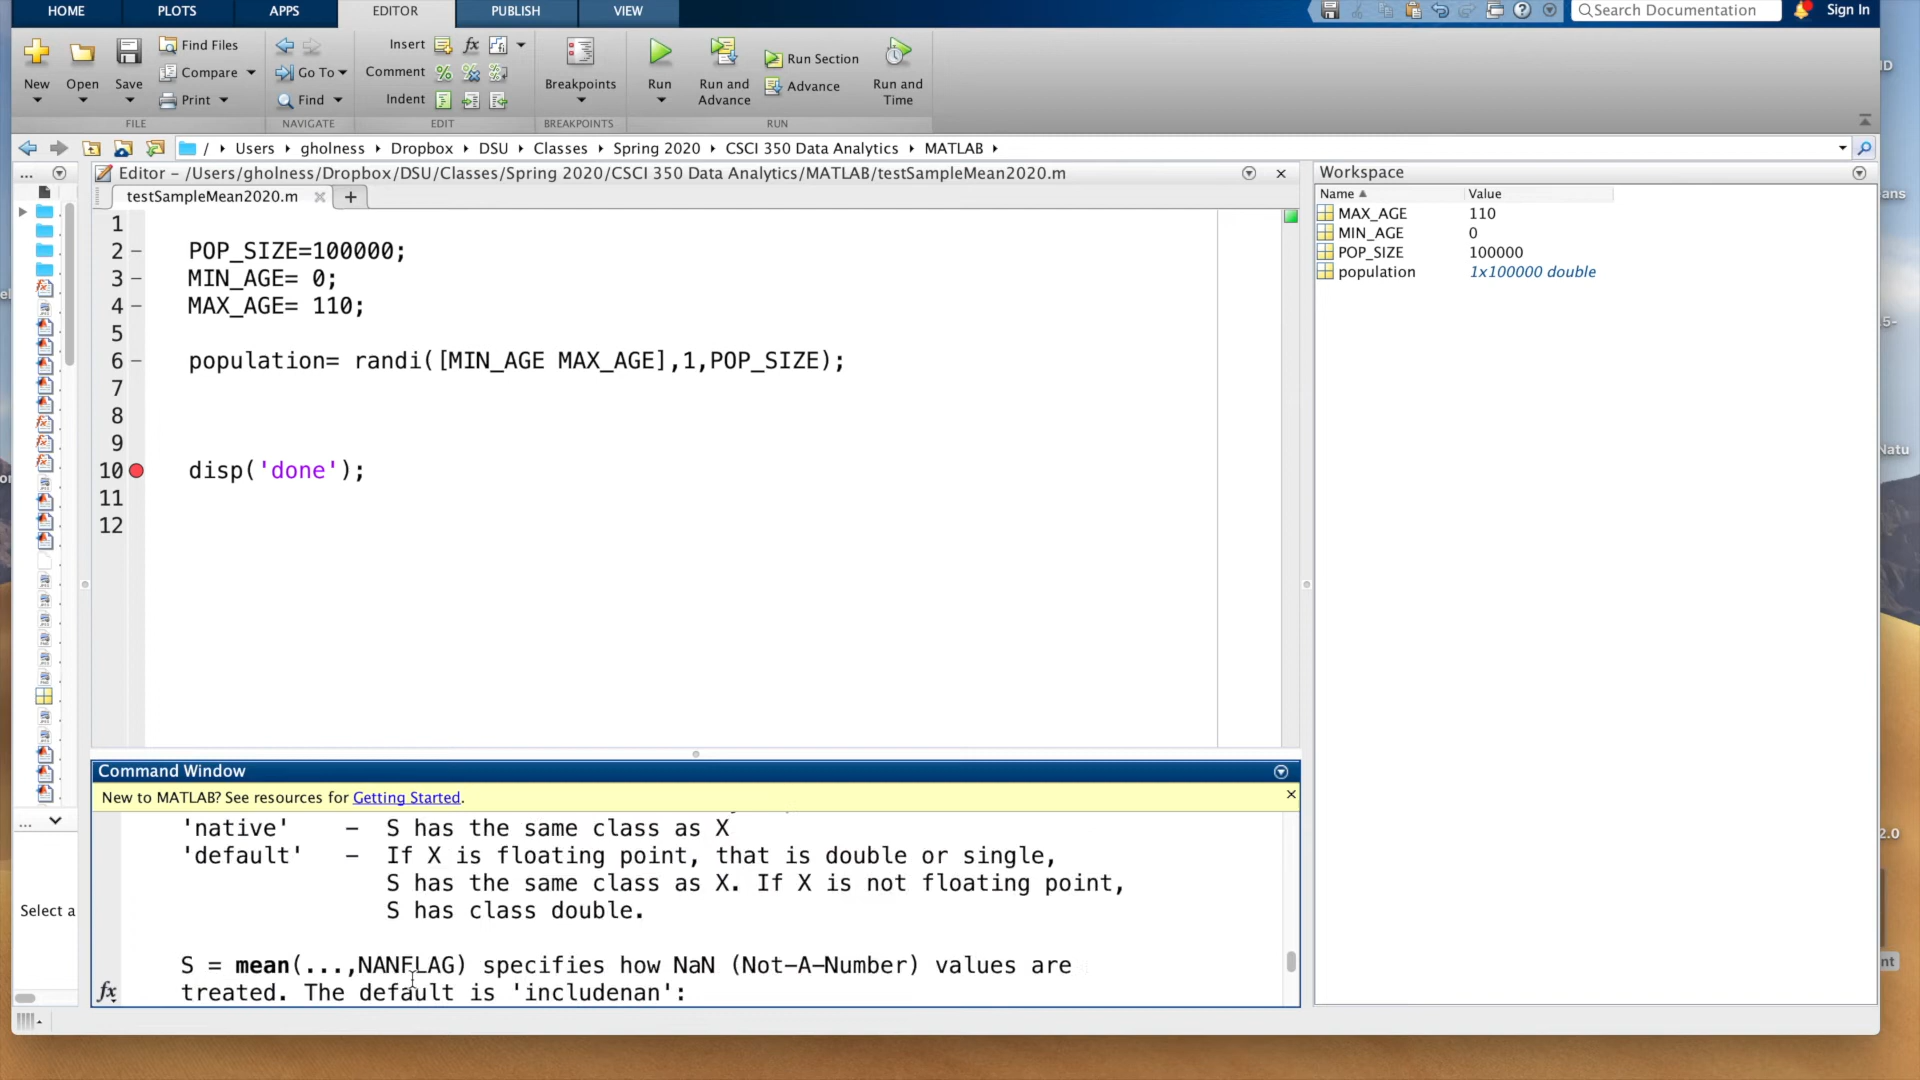 HOME PLOTS APPS EDITOR PUBLISH VIEW
Search Documentation Sign In
New
Open
Save
Find Files
Compare
Print
FILE
Go To
Find
NAVIGATE
Insert
Comment
Indent
EDIT
Breakpoints
BREAKPOINTS
Run
Run and
Advance
Run Section
Advance
Run and
Time
RUN
/ Users gholness Dropbox DSU Classes Spring 2020 CSCI 350 Data Analytics MATLAB
Editor - /Users/gholness/Dropbox/DSU/Classes/Spring 2020/CSCI 350 Data Analytics/MATLAB/testSampleMean2020.m
testSampleMean2020.m
1
2 – POP_SIZE=100000;
3 – MIN_AGE= 0;
4 – MAX_AGE= 110;
5
6 – population= randi([MIN_AGE MAX_AGE],1,POP_SIZE);
7
8
9
10 disp('done');
11
12
Workspace
Name Value
MAX_AGE 110
MIN_AGE 0
POP_SIZE 100000
population 1x100000 double
Command Window
New to MATLAB? See resources for Getting Started.
'native' – S has the same class as X
'default' – If X is floating point, that is double or single,
S has the same class as X. If X is not floating point,
S has class double.
S = mean(...,NANFLAG) specifies how NaN (Not-A-Number) values are
treated. The default is 'includenan':
fx
Select a